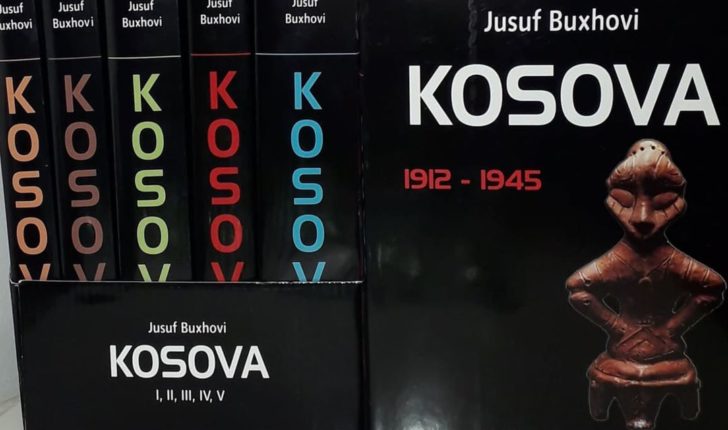 Jusuf
Buxhovi
KOSOV
Jusuf
Buxhovi
KOSOV
Jusuf
Buxhovi
KOSOV
Jusuf
Buxhovi
KOSOV
Jusuf
Buxhovi
KOSOV
Jusuf Buxhovi
KOSOVA
I, II, III, IV, V
Jusuf Buxhovi
KOSOVA
1912 - 1945